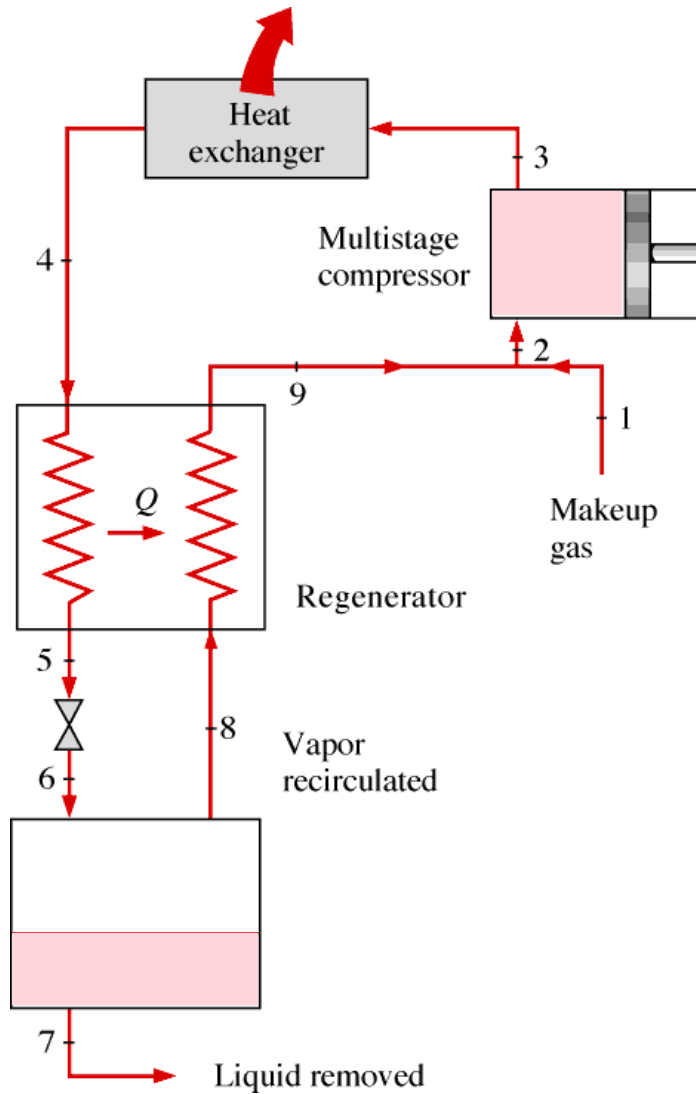 Heat
exchanger
3
Multistage
compressor
4
2
9
1
Q
Makeup
gas
Regenerator
5
8
Vapor
recirculated
6
7
Liquid removed